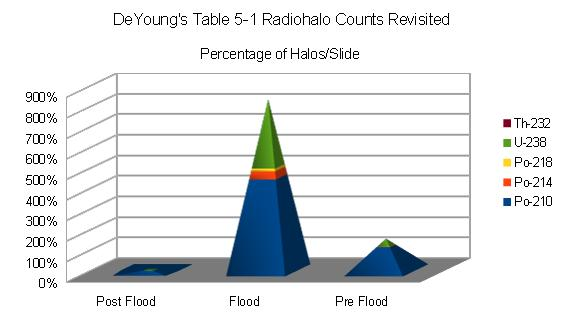 DeYoung's Table 5-1 Radiohalo Counts Revisited
Percentage of Halos/Slide
900%
800%
700%
600%
500%
400%
300%
200%
100%
0%
Post Flood
Flood
Pre Flood
Th-232
U-238
Po-218
Po-214
Po-210